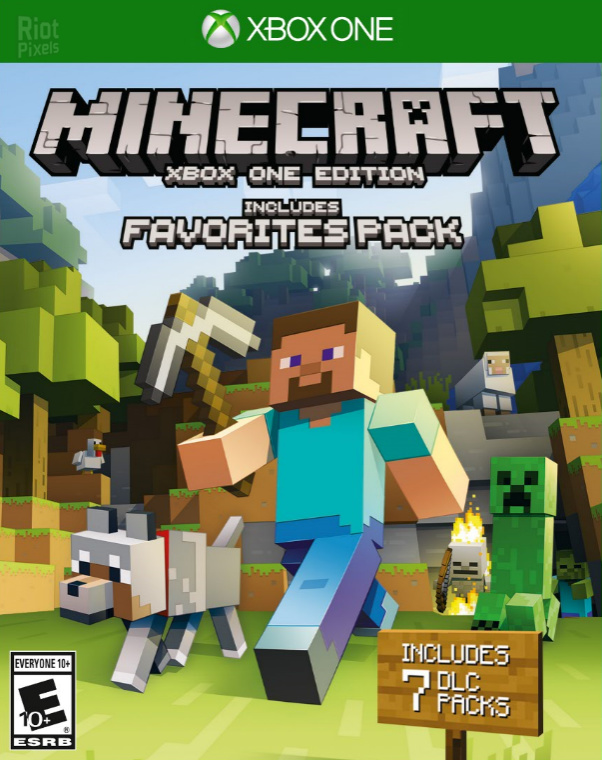 Riot
Pixels
XBOX ONE
MINECRAFT
XBOX ONE EDITION
INCLUDES
FAVORITES PACK
INCLUDES
7 DLC
PACKS
EVERYONE 10+
E
10+
®
ESRB